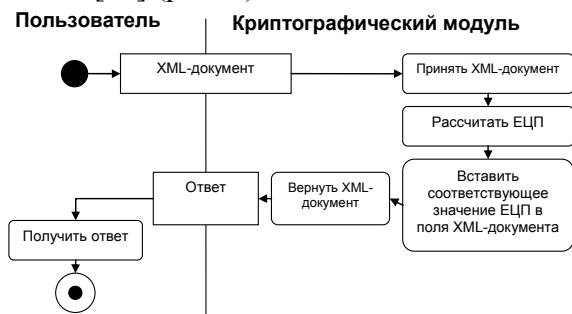 Пользователь
Криптографический модуль
XML-документ
Принять XML-документ
Рассчитать ЕЦП
Ответ
Вернуть XML-
документ
Вставить
соответствующее
значение ЕЦП в
поля XML-документа
Получить ответ